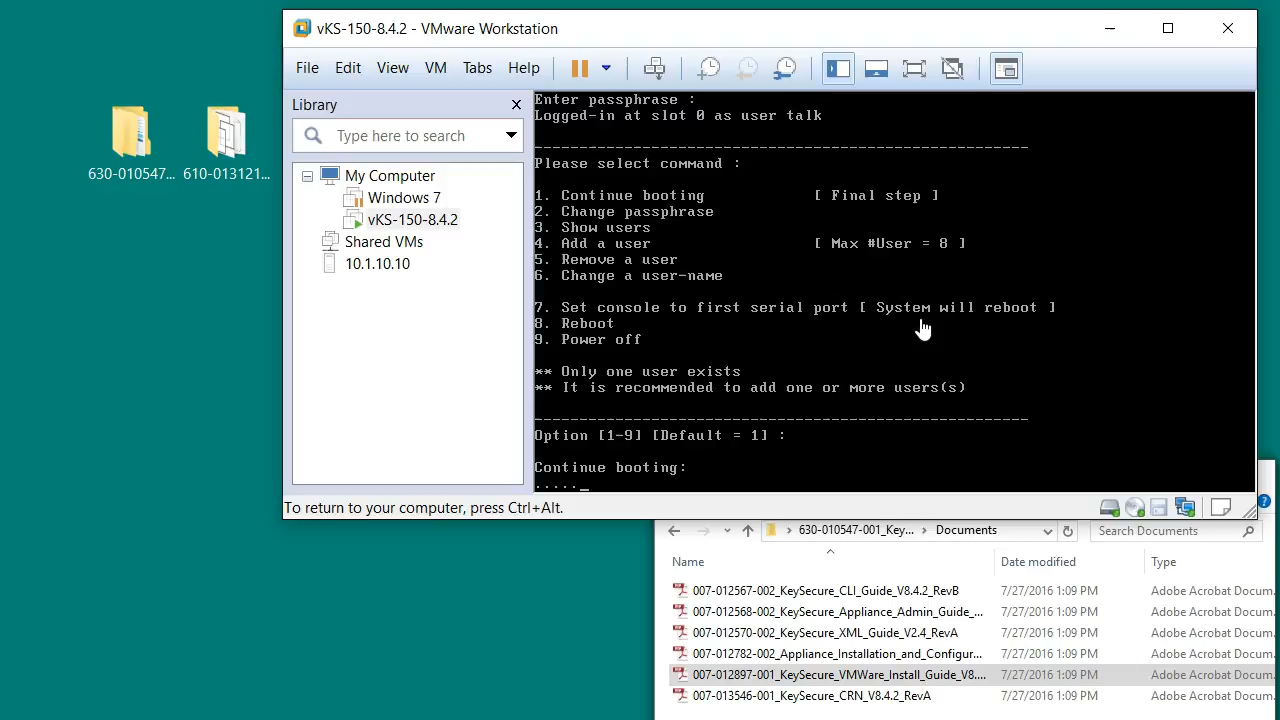 vKS-150-8.4.2 - VMware Workstation
File Edit View VM Tabs Help
Library
Type here to search
My Computer
Windows 7
vKS-150-8.4.2
Shared VMs
10.1.10.10
630-010547... 610-013121...
Enter passphrase :
Logged-in at slot 0 as user talk
-------------------------------------------------------
Please select command :
1. Continue booting [ Final step ]
2. Change passphrase
3. Show users
4. Add a user [ Max #User = 8 ]
5. Remove a user
6. Change a user-name
7. Set console to first serial port [ System will reboot ]
8. Reboot
9. Power off
** Only one user exists
** It is recommended to add one or more users(s)
-------------------------------------------------------
Option [1-9] [Default = 1] :
Continue booting:
....._
To return to your computer, press Ctrl+Alt.
630-010547-001_Key... Documents Search Documents
Name Date modified Type
007-012567-002_KeySecure_CLI_Guide_V8.4.2_RevB 7/27/2016 1:09 PM Adobe Acrobat Docum...
007-012568-002_KeySecure_Appliance_Admin_Guide_... 7/27/2016 1:09 PM Adobe Acrobat Docum...
007-012570-002_KeySecure_XML_Guide_V2.4_RevA 7/27/2016 1:09 PM Adobe Acrobat Docum...
007-012782-002_Appliance_Installation_and_Configur... 7/27/2016 1:09 PM Adobe Acrobat Docum...
007-012897-001_KeySecure_VMWare_Install_Guide_V8.... 7/27/2016 1:09 PM Adobe Acrobat Docum...
007-013546-001_KeySecure_CRN_V8.4.2_RevA 7/27/2016 1:09 PM Adobe Acrobat Docum...